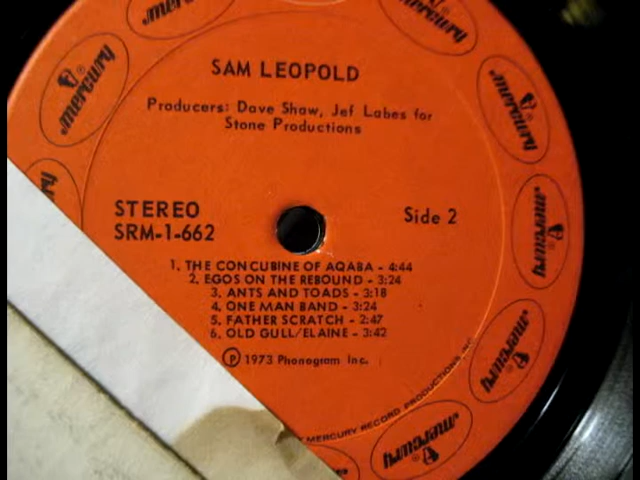 SAM LEOPOLD
Producers: Dave Shaw, Jef Labes for
Stone Productions
STEREO
SRM-1-662
Side 2
1. THE CONCUBINE OF AQABA - 4:44
2. EGOS ON THE REBOUND - 3:24
3. ANTS AND TOADS - 3:18
4. ONE MAN BAND - 3:24
5. FATHER SCRATCH - 2:47
6. OLD GULL/ELAINE - 3:42
Ⓟ 1973 Phonogram Inc.
MERCURY RECORD PRODUCTIONS INC
mercury
mercury
mercury
mercury
mercury
mercury
mercury